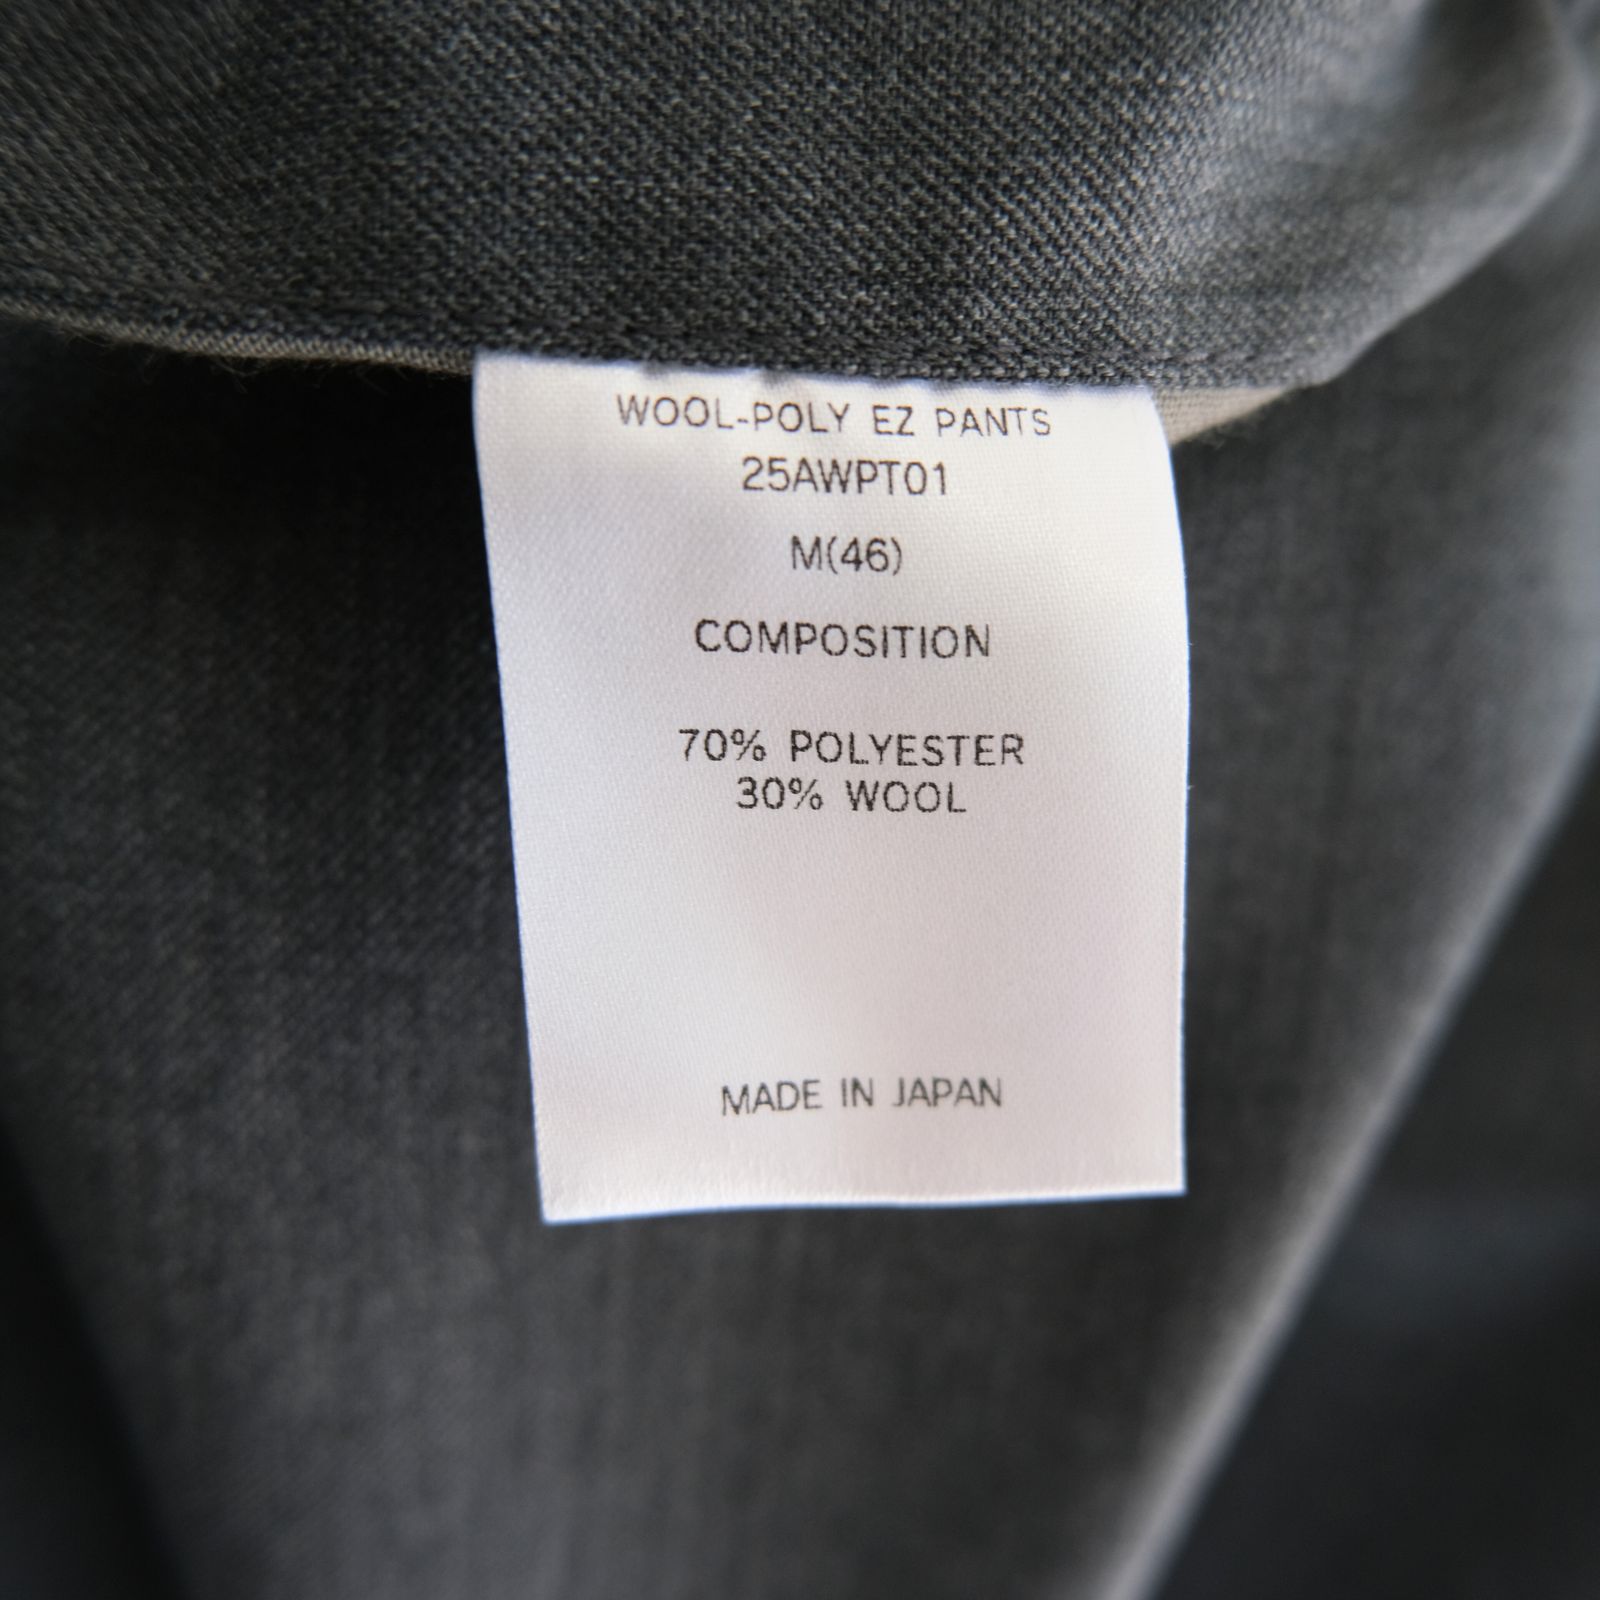 WOOL-POLY EZ PANTS
25AWPT01
M(46)
COMPOSITION
70% POLYESTER
30% WOOL
MADE IN JAPAN